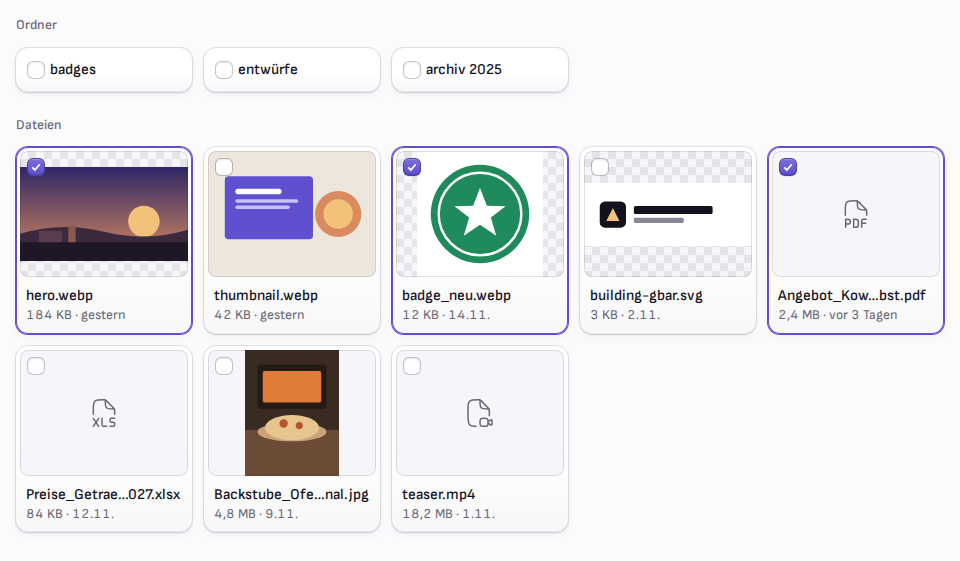 Ordner
badges
entwürfe
archiv 2025
Dateien
hero.webp
184 KB · gestern
thumbnail.webp
42 KB · gestern
badge_neu.webp
12 KB · 14.11.
building-gbar.svg
3 KB · 2.11.
PDF
Angebot_Kow...bst.pdf
2,4 MB · vor 3 Tagen
XLS
Preise_Getrae...027.xlsx
84 KB · 12.11.
Backstube_Ofe...nal.jpg
4,8 MB · 9.11.
teaser.mp4
18,2 MB · 1.11.